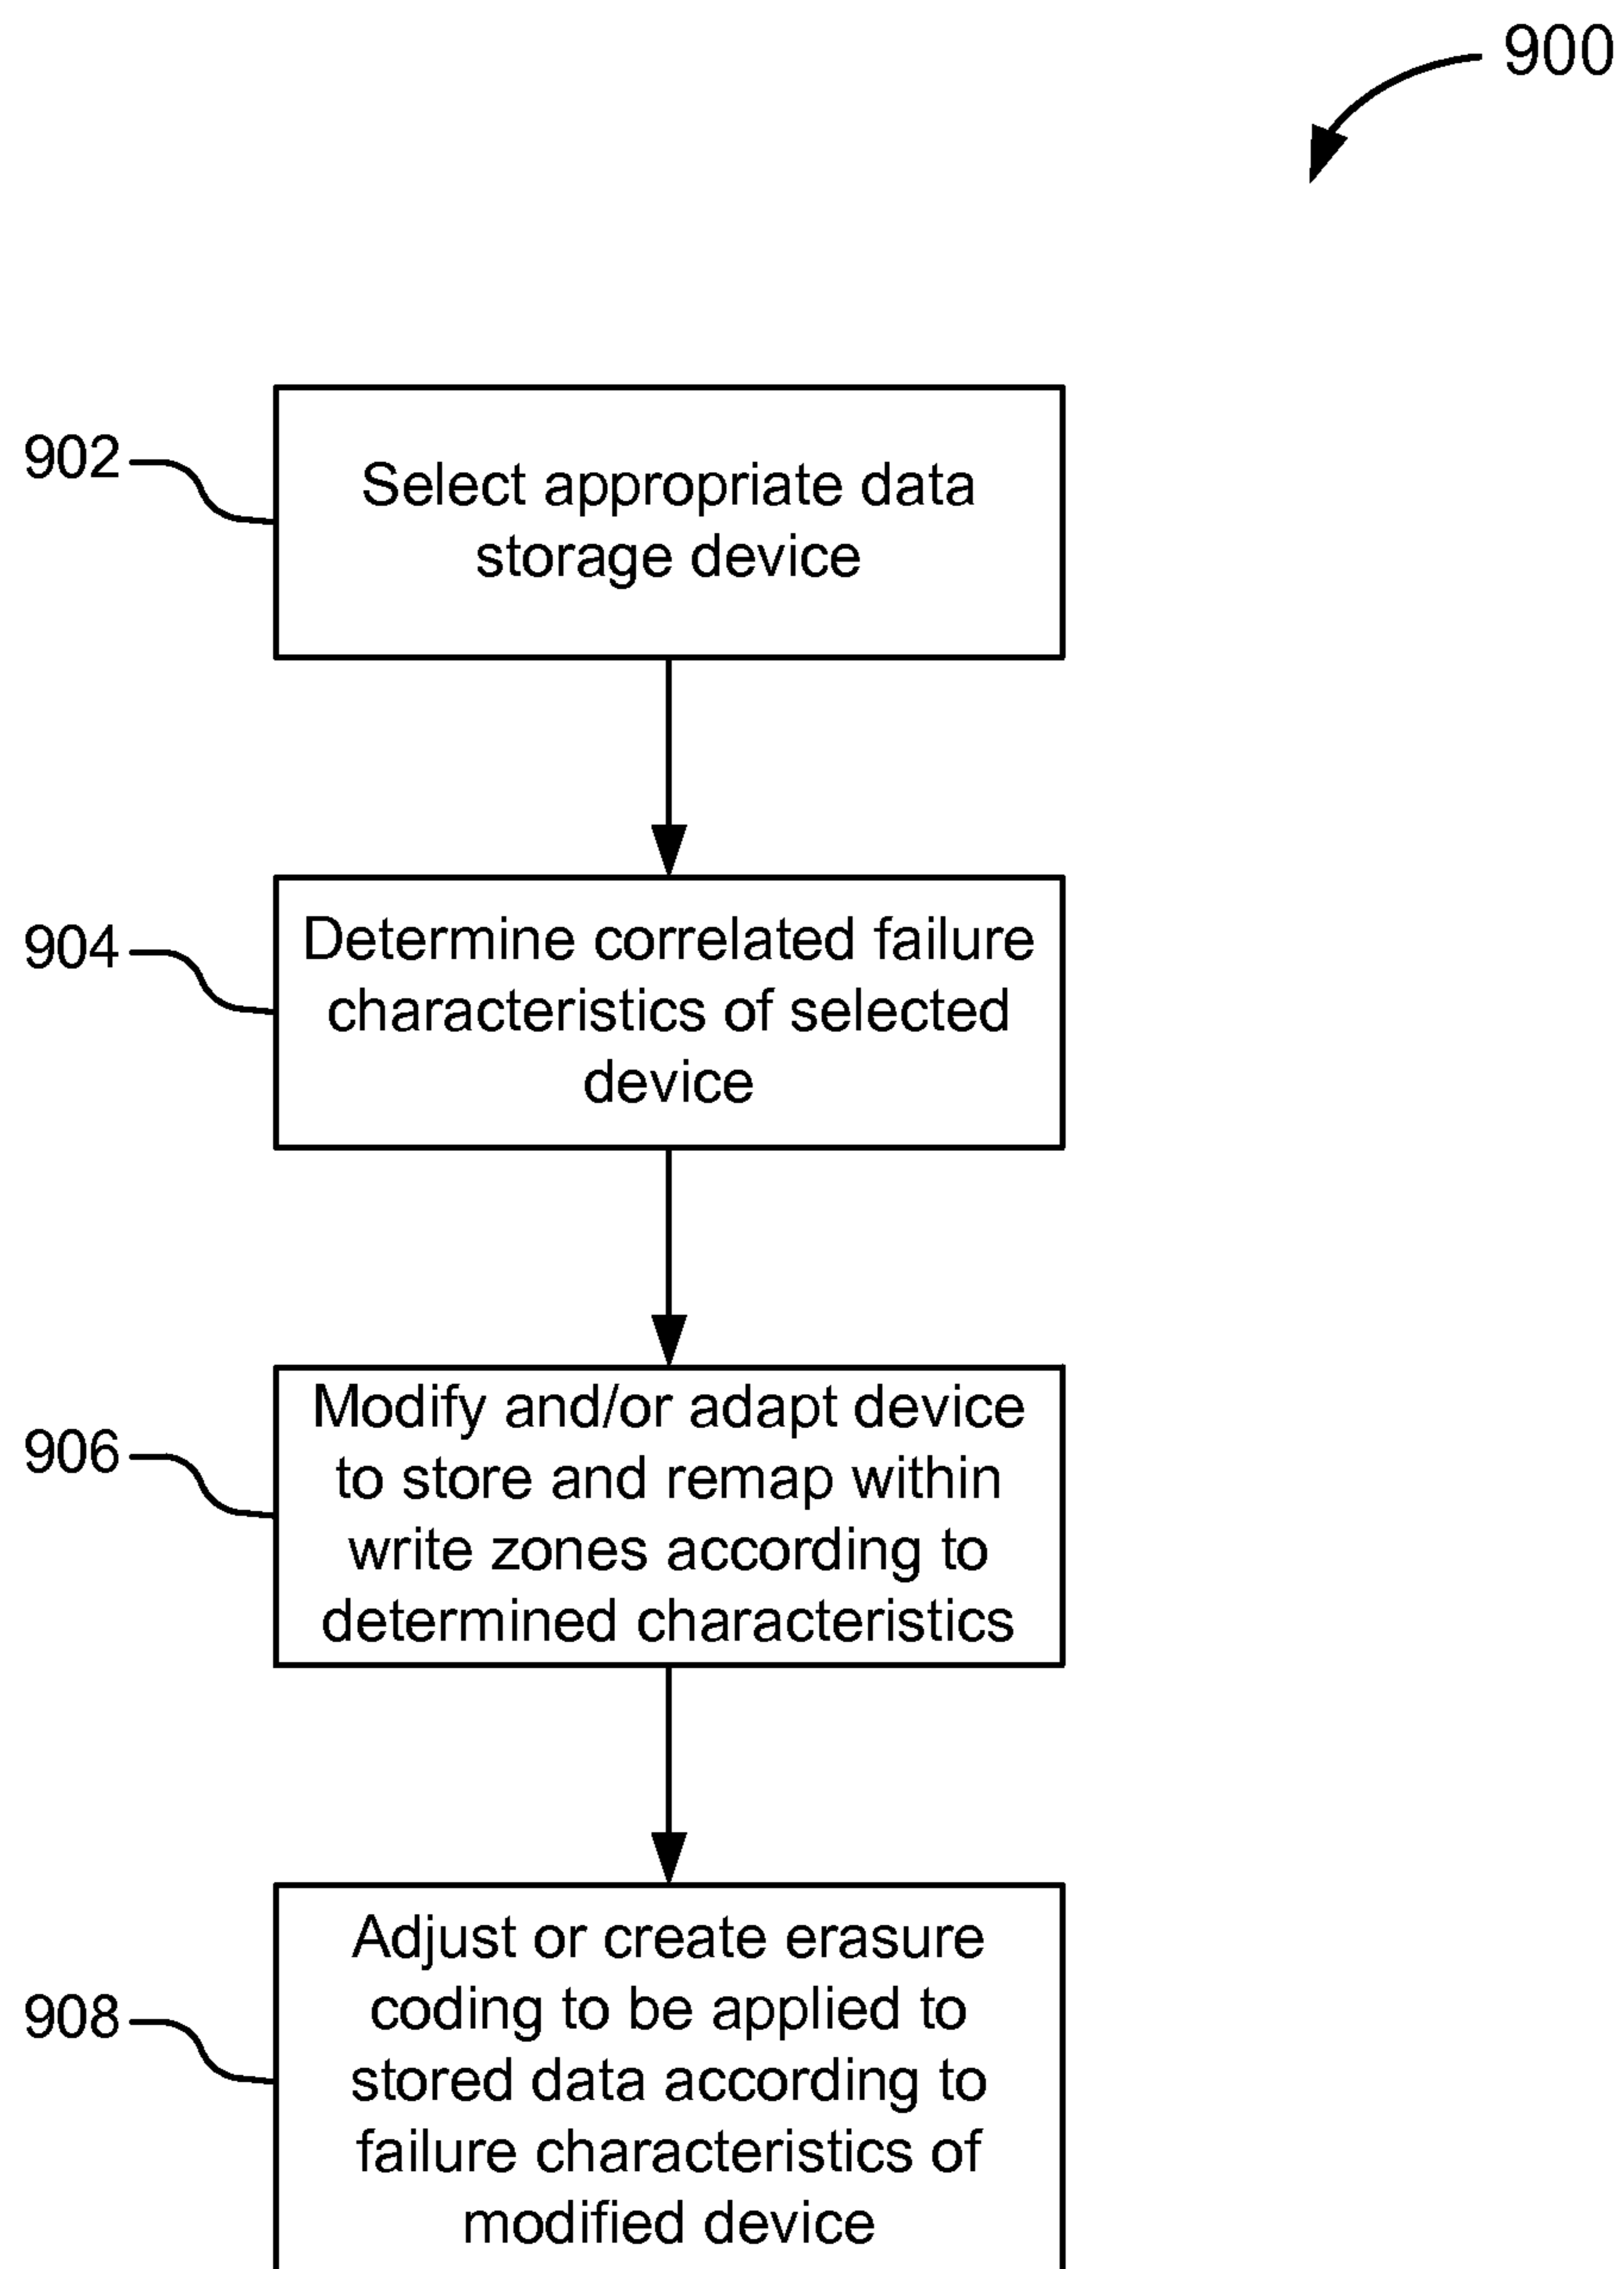 900
902
Select appropriate data
storage device
904
Determine correlated failure
characteristics of selected
device
906
Modify and/or adapt device
to store and remap within
write zones according to
determined characteristics
908
Adjust or create erasure
coding to be applied to
stored data according to
failure characteristics of
modified device